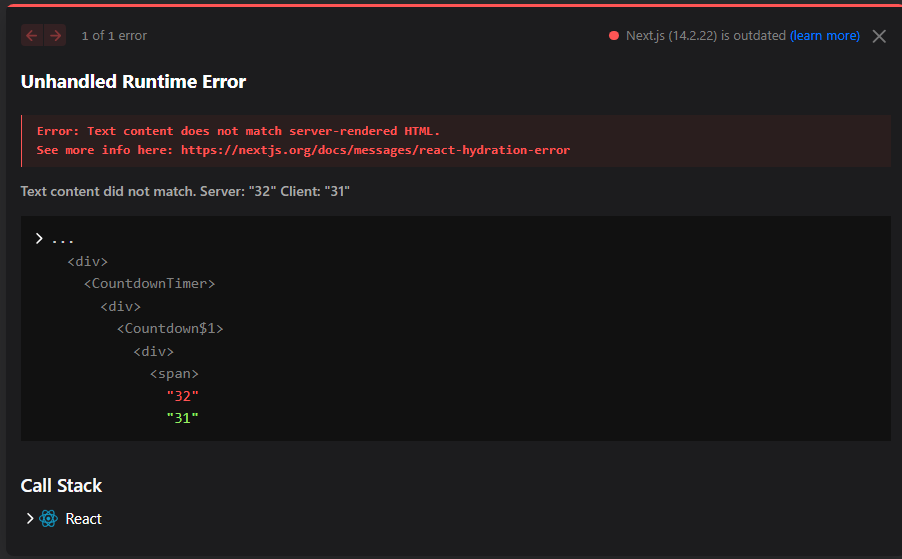 1 of 1 error
Next.js (14.2.22) is outdated (learn more)
Unhandled Runtime Error
Error: Text content does not match server-rendered HTML.
See more info here: https://nextjs.org/docs/messages/react-hydration-error
Text content did not match. Server: "32" Client: "31"
...
<div>
<CountdownTimer>
<div>
<Countdown$1>
<div>
<span>
"32"
"31"
Call Stack
React